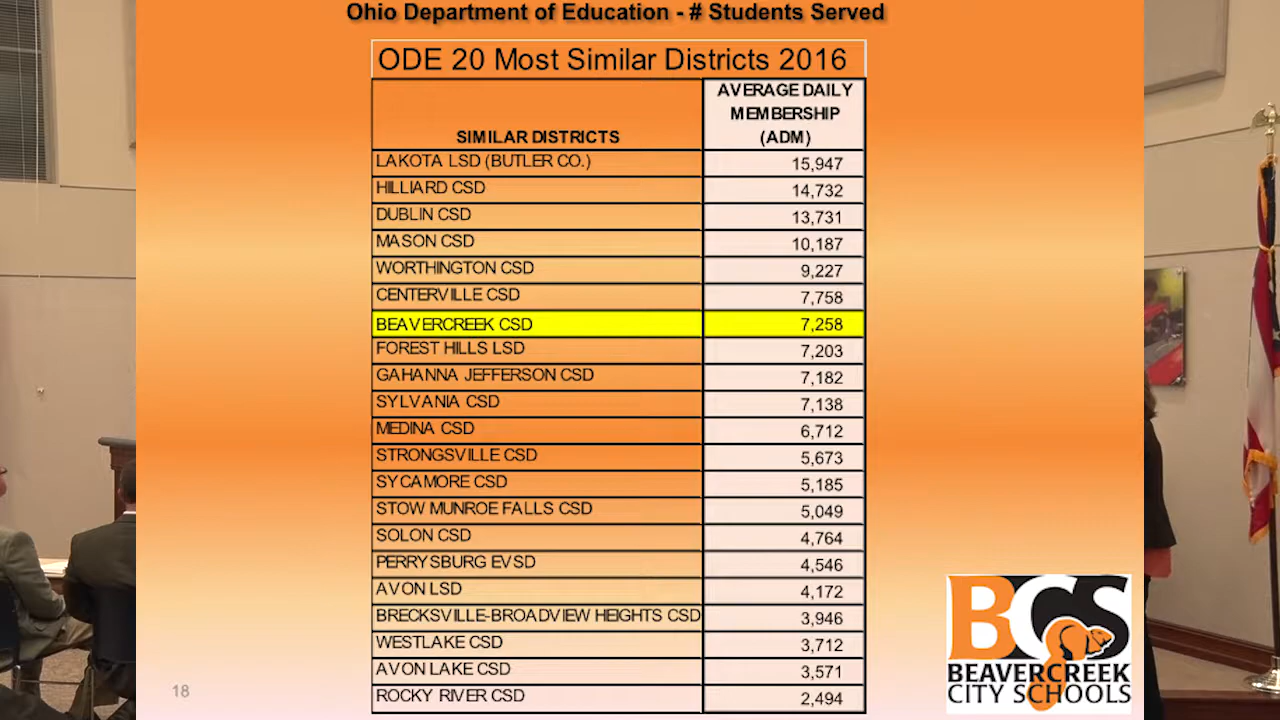 Ohio Department of Education - # Students Served
ODE 20 Most Similar Districts 2016
SIMILAR DISTRICTS AVERAGE DAILY MEMBERSHIP (ADM)
LAKOTA LSD (BUTLER CO.) 15,947
HILLIARD CSD 14,732
DUBLIN CSD 13,731
MASON CSD 10,187
WORTHINGTON CSD 9,227
CENTERVILLE CSD 7,758
BEAVERCREEK CSD 7,258
FOREST HILLS LSD 7,203
GAHANNA JEFFERSON CSD 7,182
SYLVANIA CSD 7,138
MEDINA CSD 6,712
STRONGSVILLE CSD 5,673
SYCAMORE CSD 5,185
STOW MUNROE FALLS CSD 5,049
SOLON CSD 4,764
PERRYSBURG EVSD 4,546
AVON LSD 4,172
BRECKSVILLE-BROADVIEW HEIGHTS CSD 3,946
WESTLAKE CSD 3,712
AVON LAKE CSD 3,571
ROCKY RIVER CSD 2,494
18
BCS
BEAVERCREEK
CITY SCHOOLS